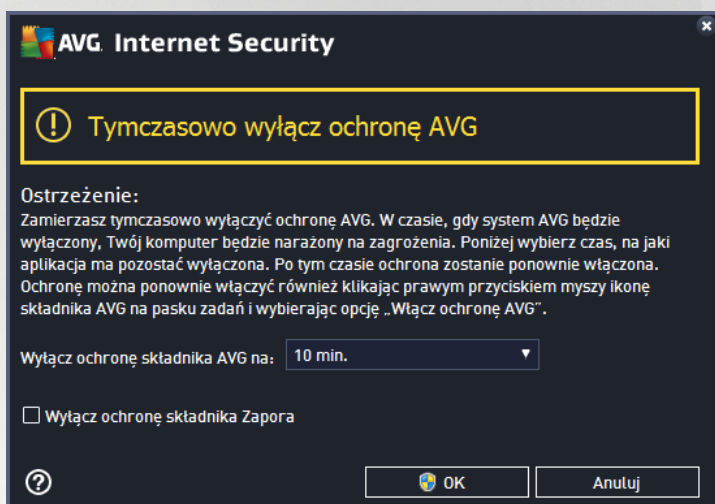 AVG. Internet Security
Tymczasowo wyłącz ochronę AVG
Ostrzeżenie:
Zamierzasz tymczasowo wyłączyć ochronę AVG. W czasie, gdy system AVG będzie
wyłączony, Twój komputer będzie narażony na zagrożenia. Poniżej wybierz czas, na jaki
aplikacja ma pozostać wyłączona. Po tym czasie ochrona zostanie ponownie włączona.
Ochronę można ponownie włączyć również klikając prawym przyciskiem myszy ikonę
składnika AVG na pasku zadań i wybierając opcję „Włącz ochronę AVG”.
Wyłącz ochronę składnika AVG na: 10 min.
Wyłącz ochronę składnika Zapora
OK Anuluj